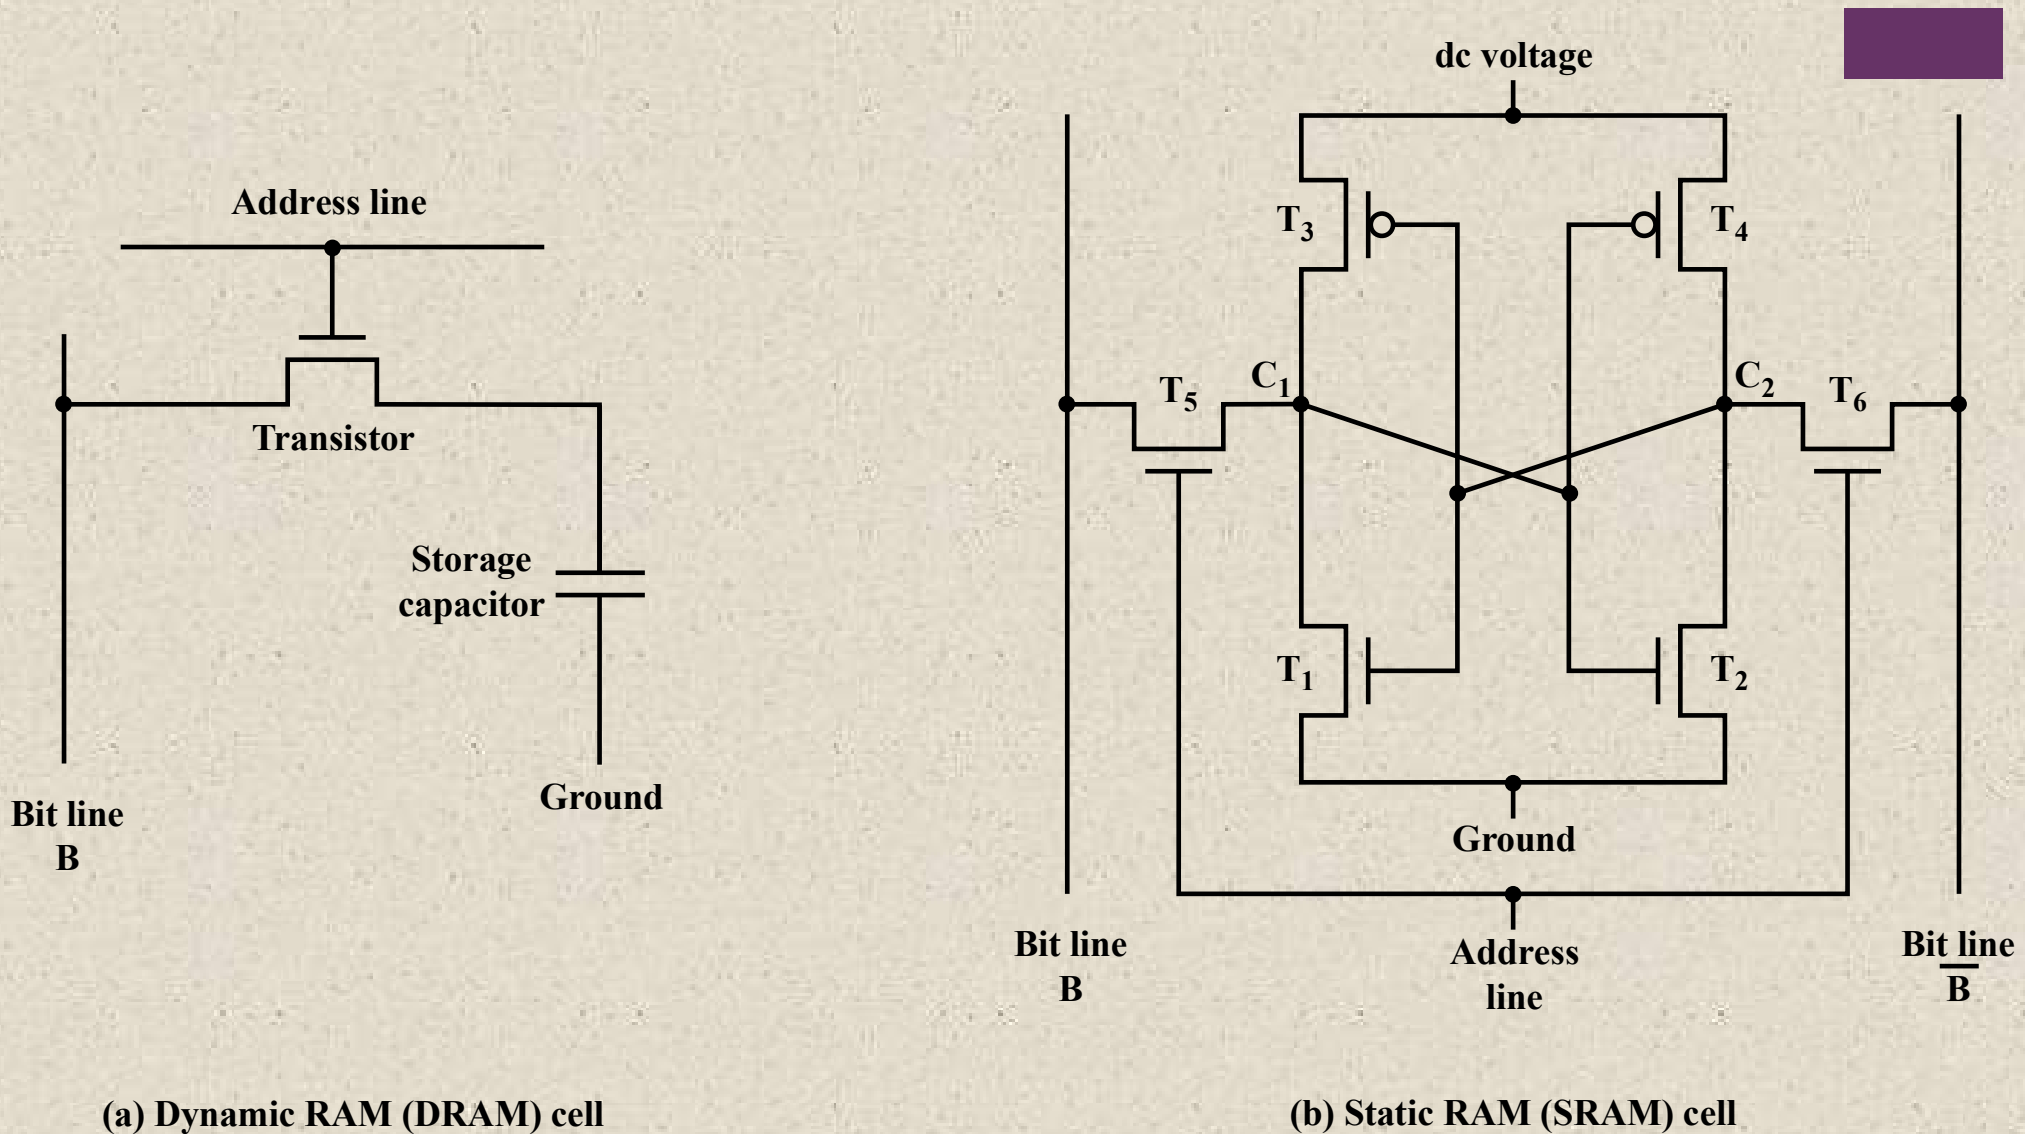 Address line
Transistor
Storage
capacitor
Ground
Bit line
B
(a) Dynamic RAM (DRAM) cell
dc voltage
T3
T4
T5
C1
C2
T6
T1
T2
Ground
Address
line
Bit line
B
Bit line
B̅
(b) Static RAM (SRAM) cell